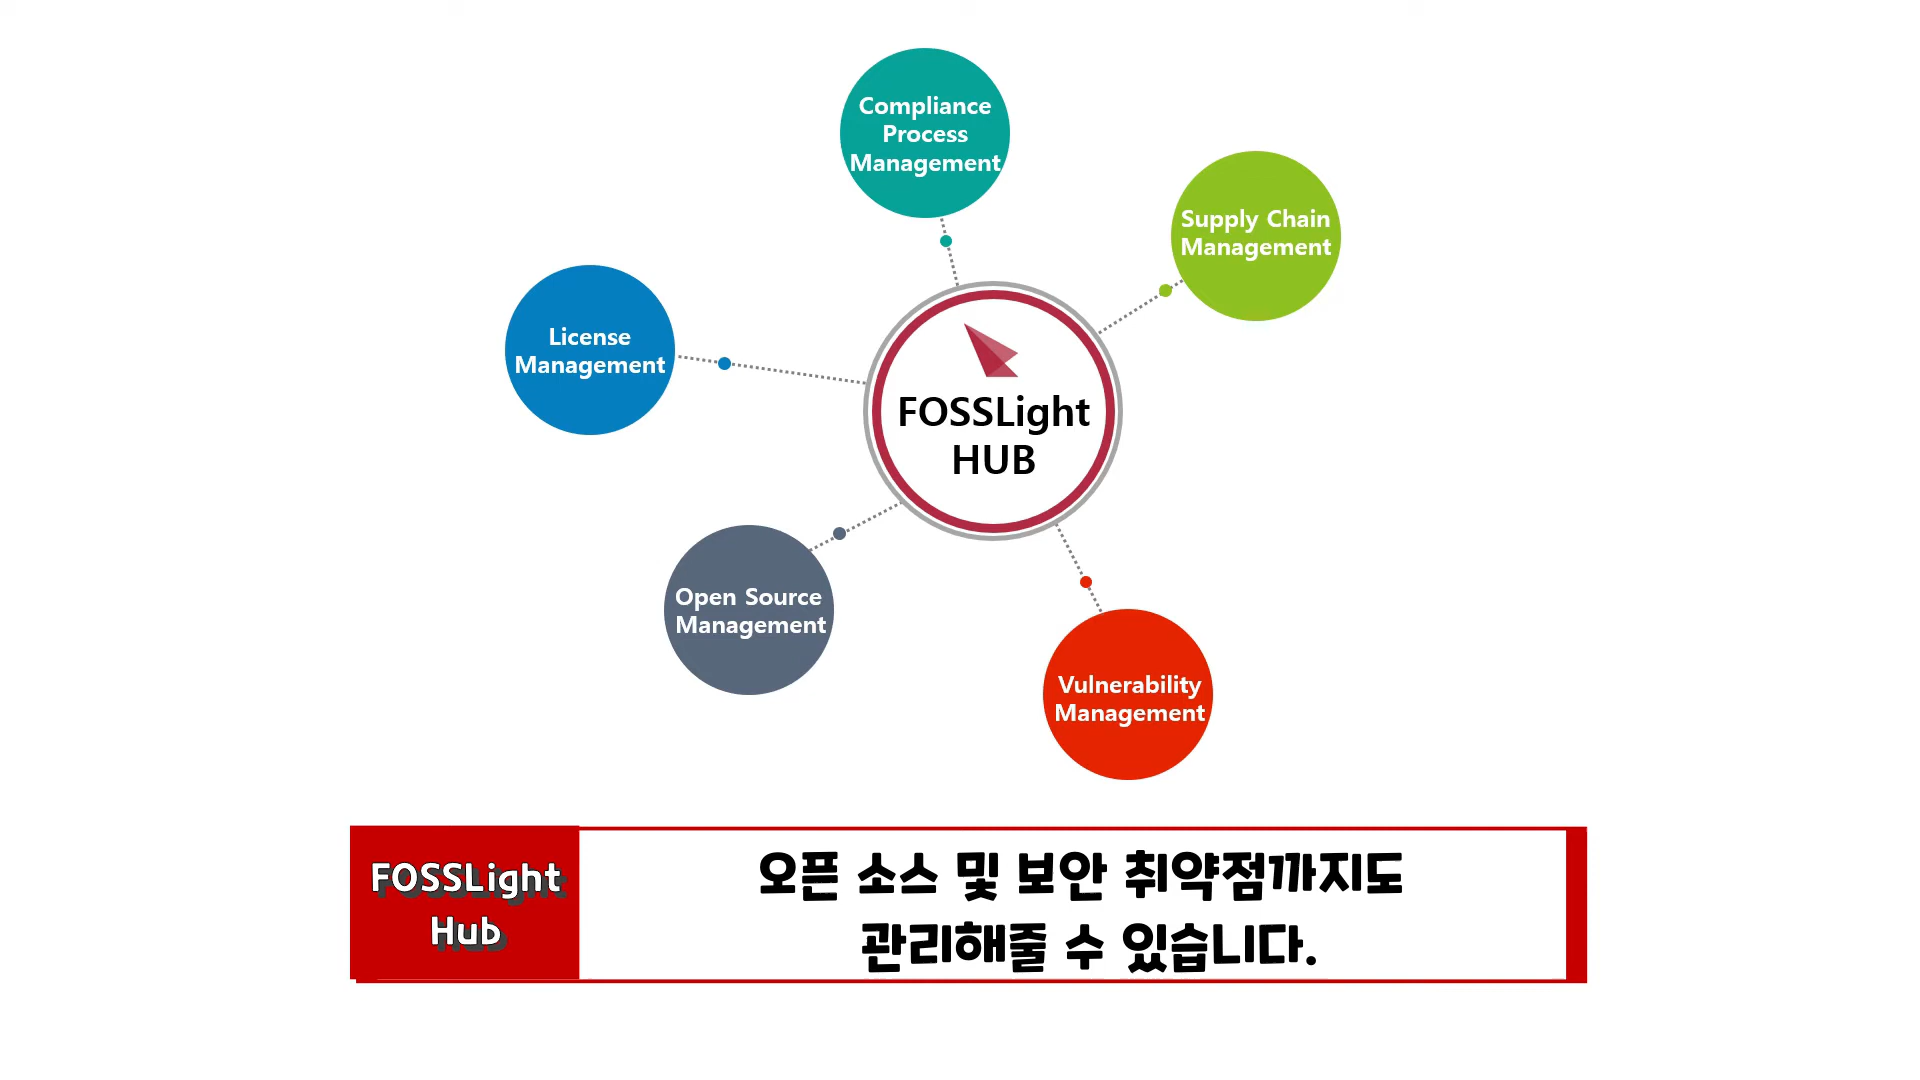 Compliance
Process
Management
Supply Chain
Management
License
Management
FOSSLight
HUB
Open Source
Management
Vulnerability
Management
FOSSLight
Hub
오픈 소스 및 보안 취약점까지도
관리해줄 수 있습니다.